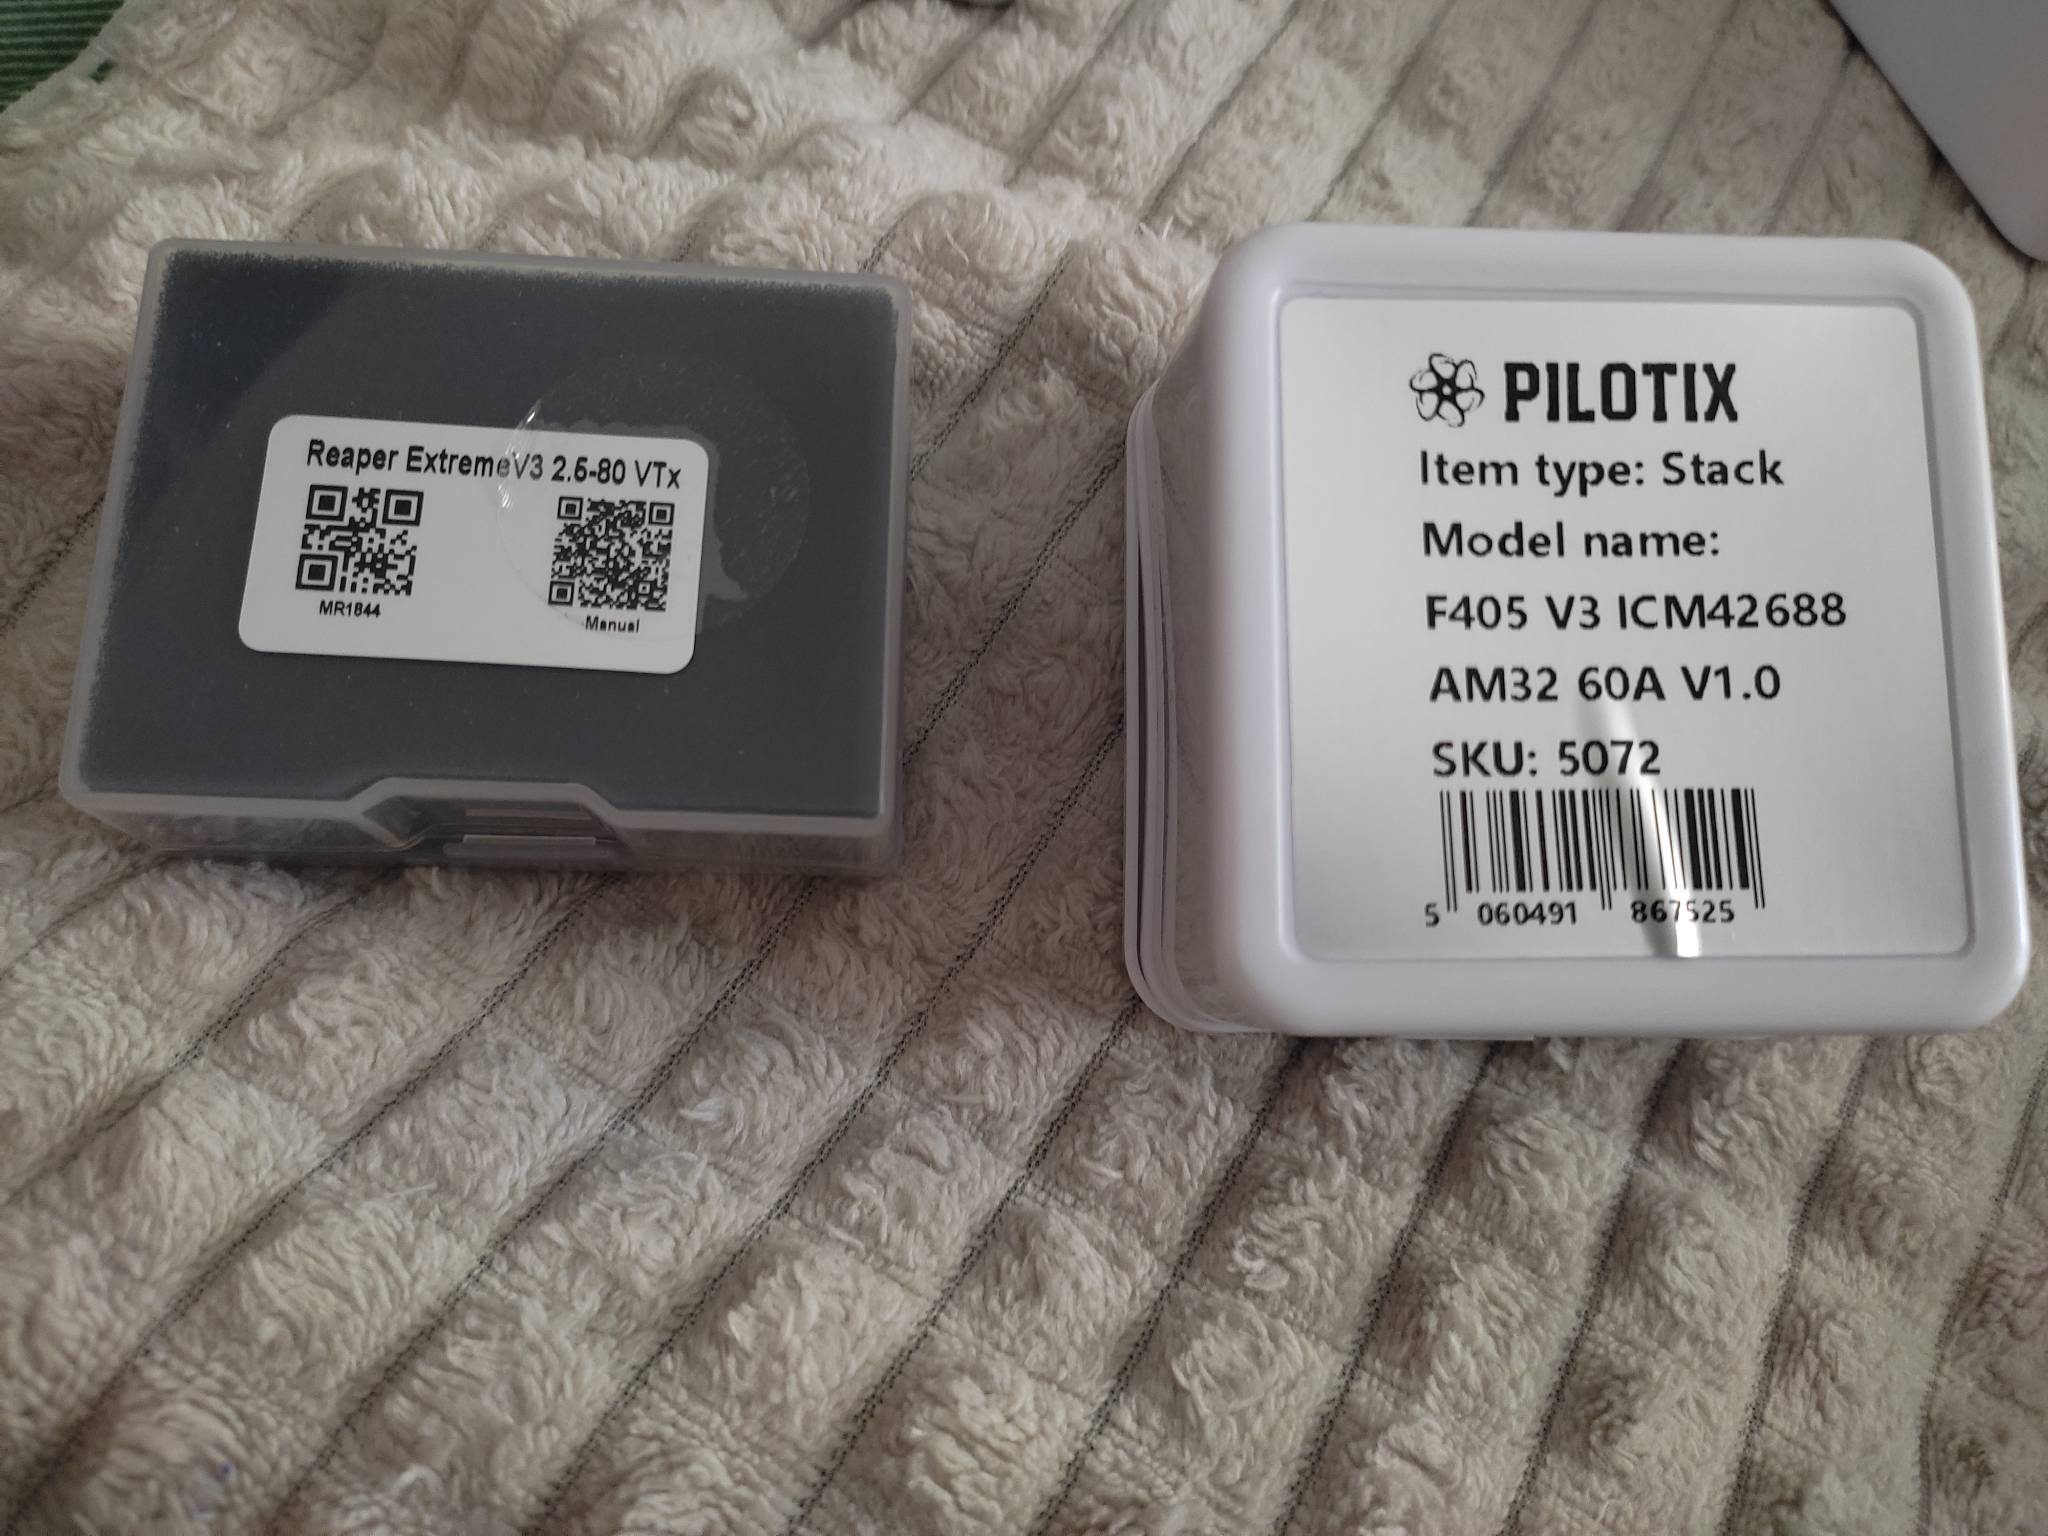 Reaper ExtremeV3 2.5-80 VTx
MR1844
Manual
PILOTIX
Item type: Stack
Model name:
F405 V3 ICM42688
AM32 60A V1.0
SKU: 5072
5 060491 867525